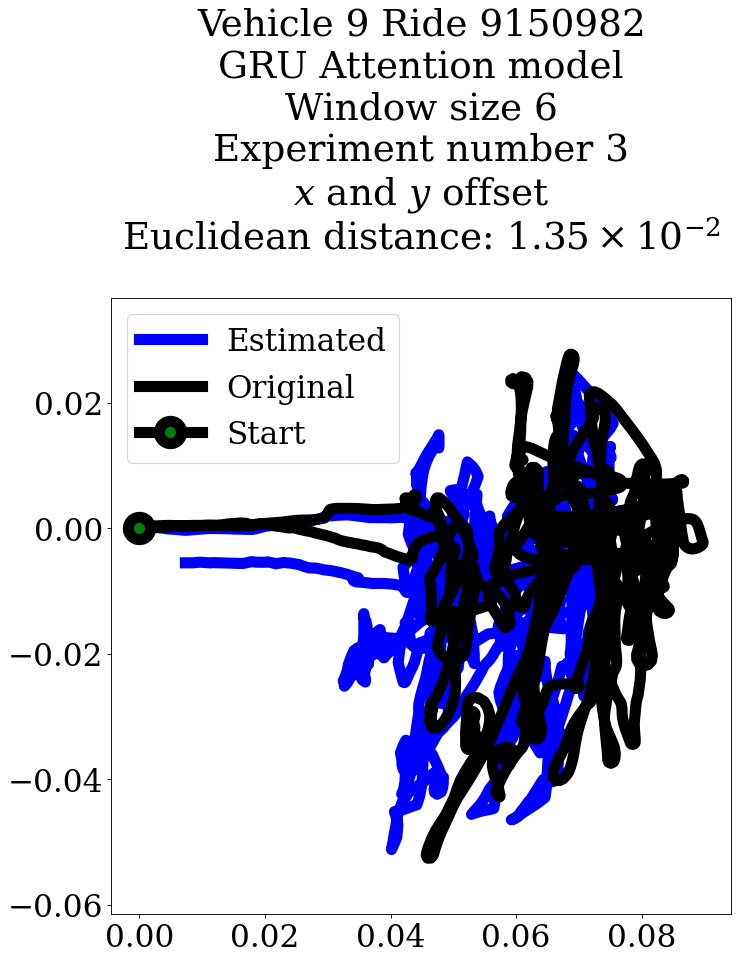 Vehicle 9 Ride 9150982
GRU Attention model
Window size 6
Experiment number 3
x and y offset
Euclidean distance: 1.35 × 10⁻²
Estimated
Original
Start
0.02
0.00
−0.02
−0.04
−0.06
0.00 0.02 0.04 0.06 0.08